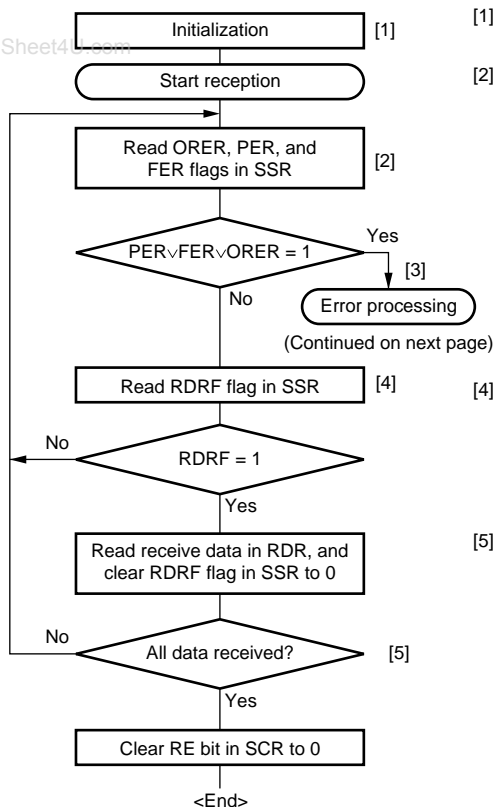 Initialization [1] [1]
Sheet4U.com
Start reception [2]
Read ORER, PER, and
FER flags in SSR
[2]
PER∨FER∨ORER = 1
Yes
[3]
No
Error processing
(Continued on next page)
Read RDRF flag in SSR [4] [4]
No
RDRF = 1
Yes
Read receive data in RDR, and
clear RDRF flag in SSR to 0
[5]
No
All data received? [5]
Yes
Clear RE bit in SCR to 0
<End>